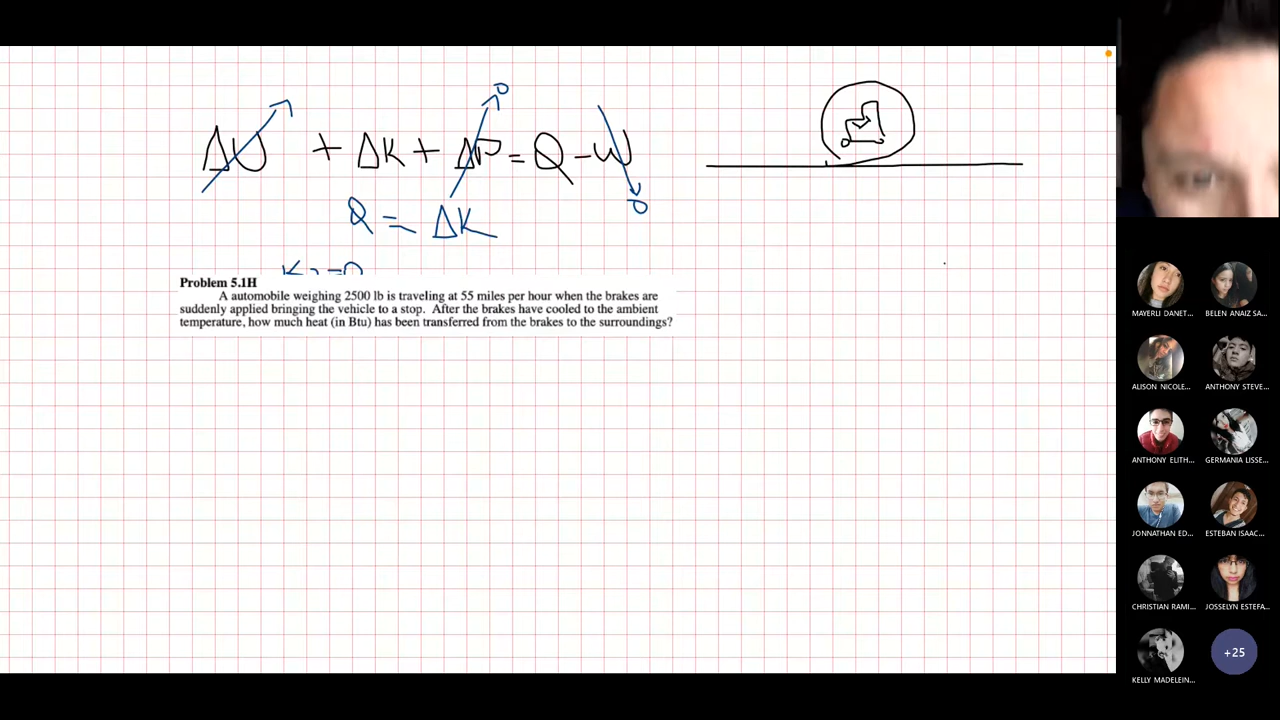 ΔU + ΔK + ΔP = Q - W
0
0
Q = ΔK
Problem 5.1H
A automobile weighing 2500 lb is traveling at 55 miles per hour when the brakes are
suddenly applied bringing the vehicle to a stop. After the brakes have cooled to the ambient
temperature, how much heat (in Btu) has been transferred from the brakes to the surroundings?
MAYERLI DANET...
BELEN ANAIZ SA...
ALISON NICOLE...
ANTHONY STEVE...
ANTHONY ELITH...
GERMANIA LISSE...
JONNATHAN ED...
ESTEBAN ISAAC...
CHRISTIAN RAMI...
JOSSELYN ESTEFA...
KELLY MADELEIN...
+25